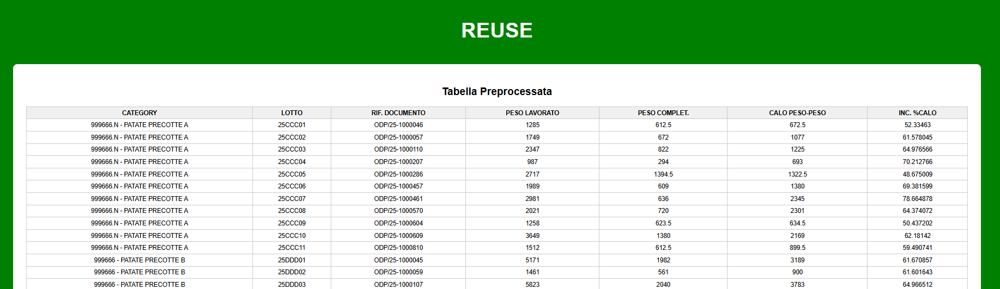 REUSE
Tabella Preprocessata
CATEGORY LOTTO RIF. DOCUMENTO PESO LAVORATO PESO COMPLET. CALO PESO-PESO INC. %CALO
999666.N - PATATE PRECOTTE A 25CCC01 ODP/25-1000046 1285 612.5 672.5 52.33463
999666.N - PATATE PRECOTTE A 25CCC02 ODP/25-1000057 1749 672 1077 61.578045
999666.N - PATATE PRECOTTE A 25CCC03 ODP/25-1000110 2347 822 1225 64.976566
999666.N - PATATE PRECOTTE A 25CCC04 ODP/25-1000207 987 294 693 70.212766
999666.N - PATATE PRECOTTE A 25CCC05 ODP/25-1000286 2717 1394.5 1322.5 48.675009
999666.N - PATATE PRECOTTE A 25CCC06 ODP/25-1000457 1989 609 1380 69.381599
999666.N - PATATE PRECOTTE A 25CCC07 ODP/25-1000461 2981 636 2345 78.664878
999666.N - PATATE PRECOTTE A 25CCC08 ODP/25-1000570 2021 720 2301 64.374072
999666.N - PATATE PRECOTTE A 25CCC09 ODP/25-1000604 1258 623.5 634.5 50.437202
999666.N - PATATE PRECOTTE A 25CCC10 ODP/25-1000609 3649 1380 2169 62.18142
999666.N - PATATE PRECOTTE A 25CCC11 ODP/25-1000810 1512 612.5 899.5 59.490741
999666 - PATATE PRECOTTE B 25DDD01 ODP/25-1000045 5171 1982 3189 61.670857
999666 - PATATE PRECOTTE B 25DDD02 ODP/25-1000059 1461 561 900 61.601643
999666 - PATATE PRECOTTE B 25DDD03 ODP/25-1000107 5823 2040 3783 64.966512